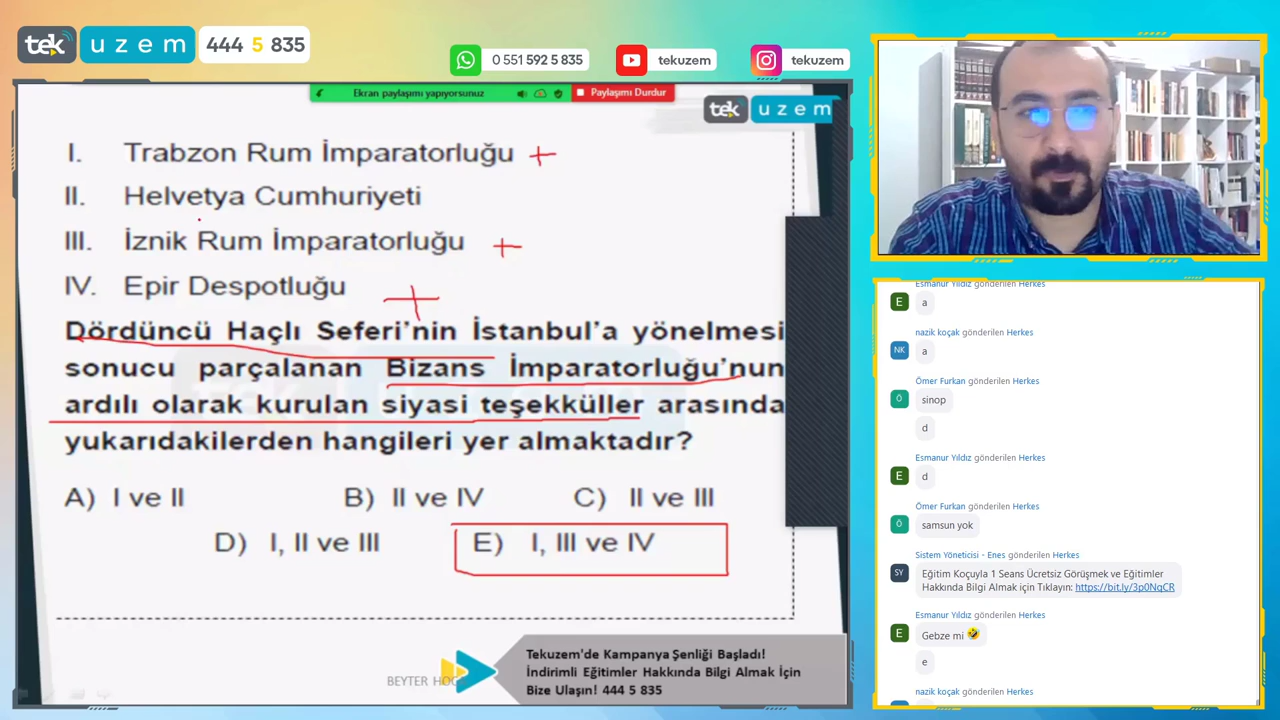 tek uzem 444 5 835
0 551 592 5 835
tekuzem
tekuzem
Ekran paylaşımı yapıyorsunuz
Paylaşımı Durdur
tek uzem
I. Trabzon Rum İmparatorluğu +
II. Helvetya Cumhuriyeti
III. İznik Rum İmparatorluğu +
IV. Epir Despotluğu +
Dördüncü Haçlı Seferi'nin İstanbul'a yönelmesi
sonucu parçalanan Bizans İmparatorluğu'nun
ardılı olarak kurulan siyasi teşekküller arasında
yukarıdakilerden hangileri yer almaktadır?
A) I ve II B) II ve IV C) II ve III
D) I, II ve III E) I, III ve IV
BEYTER HO
Tekuzem'de Kampanya Şenliği Başladı!
İndirimli Eğitimler Hakkında Bilgi Almak İçin
Bize Ulaşın! 444 5 835
Esmanur Yıldız gönderilen Herkes
E a
nazik koçak gönderilen Herkes
NK a
Ömer Furkan gönderilen Herkes
Ö sinop
d
Esmanur Yıldız gönderilen Herkes
E d
Ömer Furkan gönderilen Herkes
Ö samsun yok
Sistem Yöneticisi - Enes gönderilen Herkes
SY Eğitim Koçuyla 1 Seans Ücretsiz Görüşmek ve Eğitimler
Hakkında Bilgi Almak için Tıklayın: https://bit.ly/3p0NqCR
Esmanur Yıldız gönderilen Herkes
E Gebze mi 🤣
e
nazik koçak gönderilen Herkes